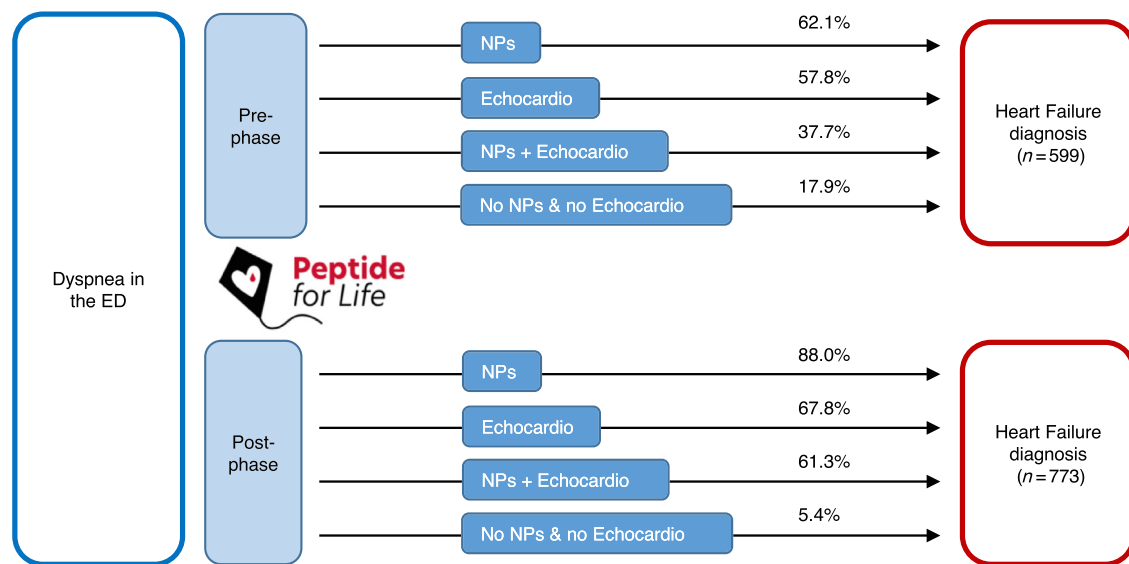 Dyspnea in
the ED
Pre-
phase
NPs
62.1%
Echocardio
57.8%
NPs + Echocardio
37.7%
No NPs & no Echocardio
17.9%
Heart Failure
diagnosis
(n=599)
Peptide
for Life
Post-
phase
NPs
88.0%
Echocardio
67.8%
NPs + Echocardio
61.3%
No NPs & no Echocardio
5.4%
Heart Failure
diagnosis
(n=773)